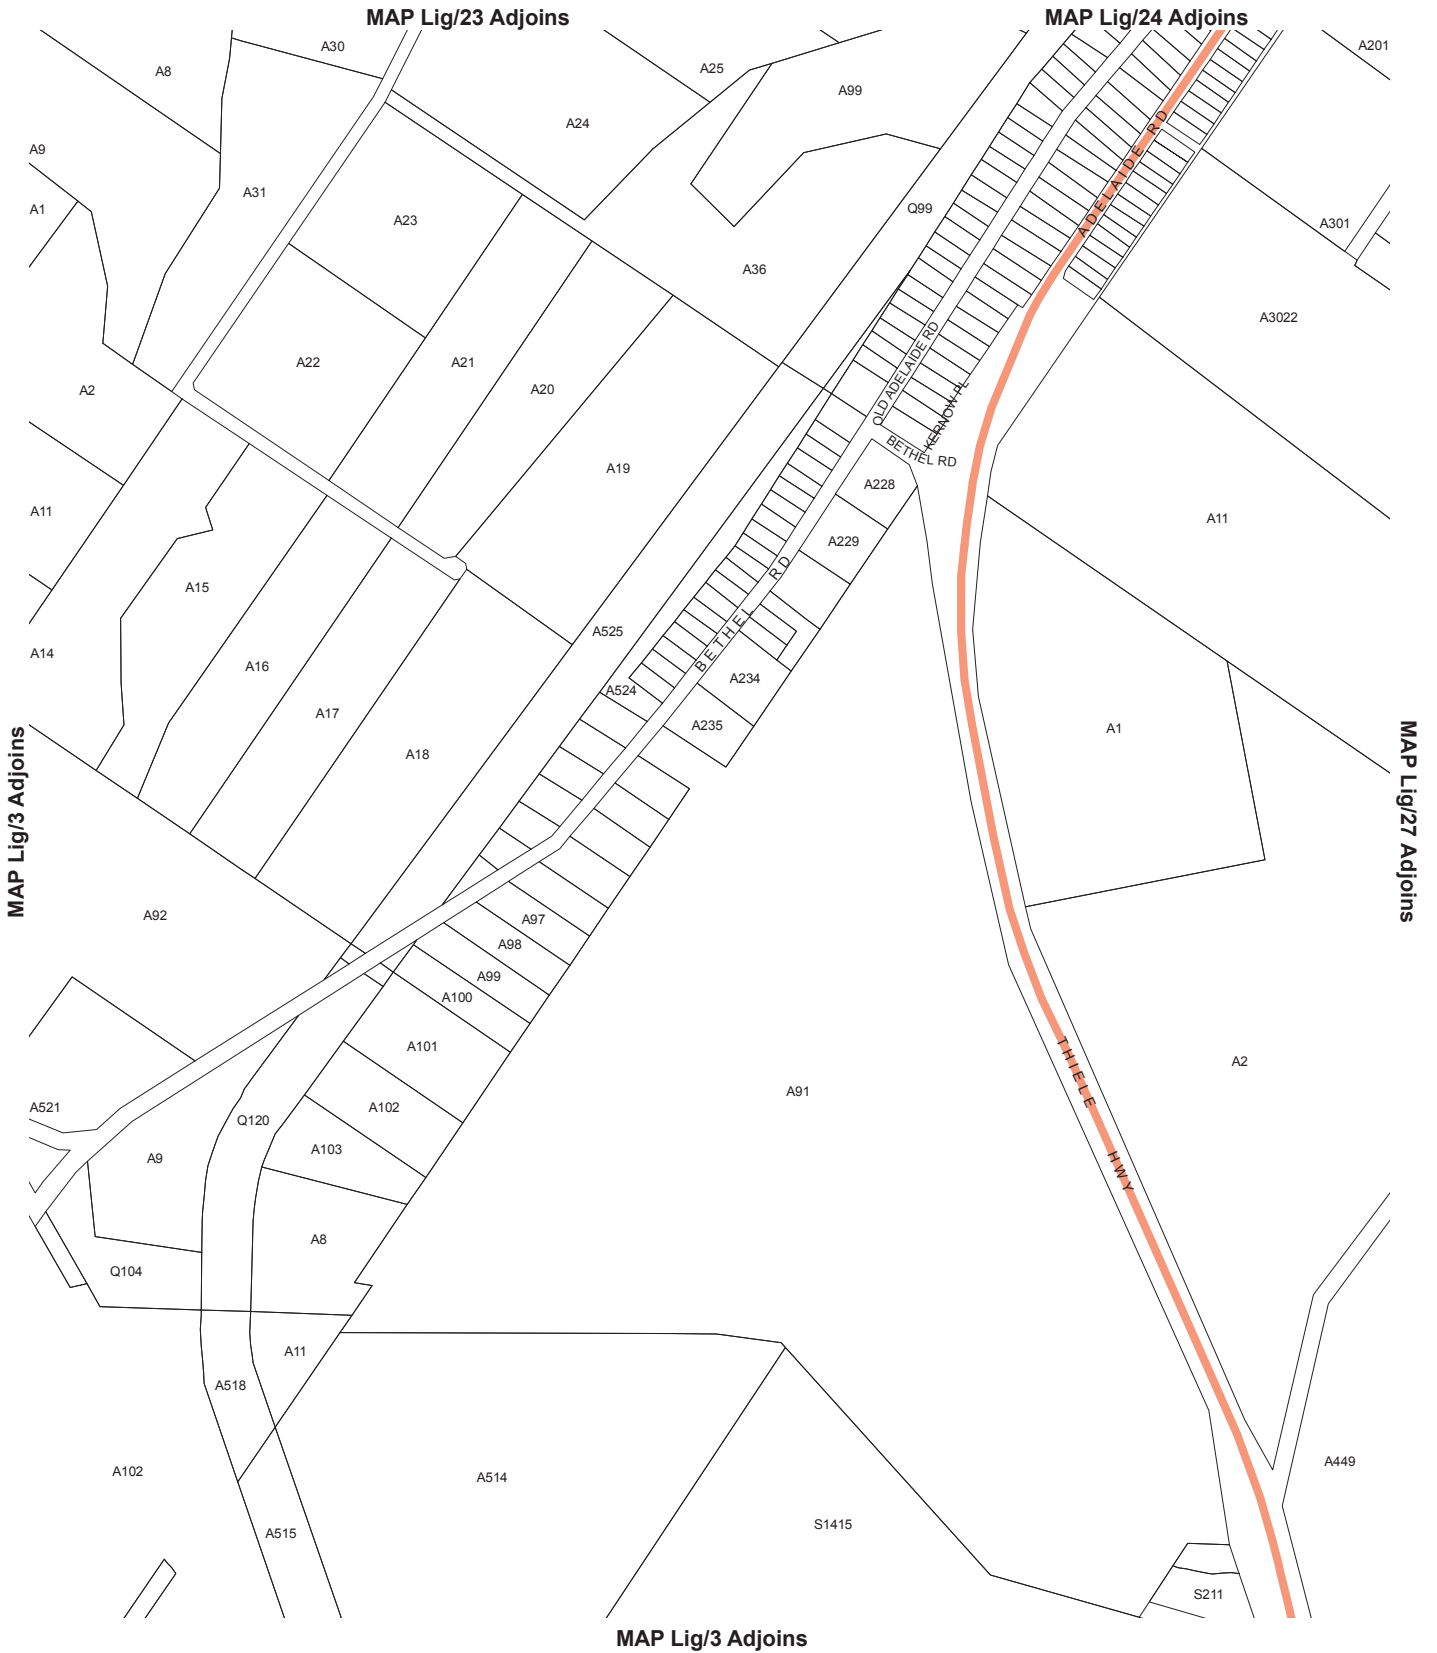 MAP Lig/23 Adjoins
MAP Lig/24 Adjoins
A30
A8
A25
A99
A201
A24
A9
A31
A1
A23
Q99
A301
A36
ADELAIDE RD
A3022
A22
A21
A20
A2
OLD ADELAIDE RD
KERNOW PL
BETHEL RD
A19
A228
A11
A11
A229
A15
BETHEL RD
A525
A14
A16
A234
A524
A17
A235
A1
A18
MAP Lig/3 Adjoins
MAP Lig/27 Adjoins
A92
A97
A98
A99
A100
A101
A2
A91
THIELE HWY
A521
A102
Q120
A103
A9
A8
Q104
A11
A518
A102
A514
A449
A515
S1415
S211
MAP Lig/3 Adjoins